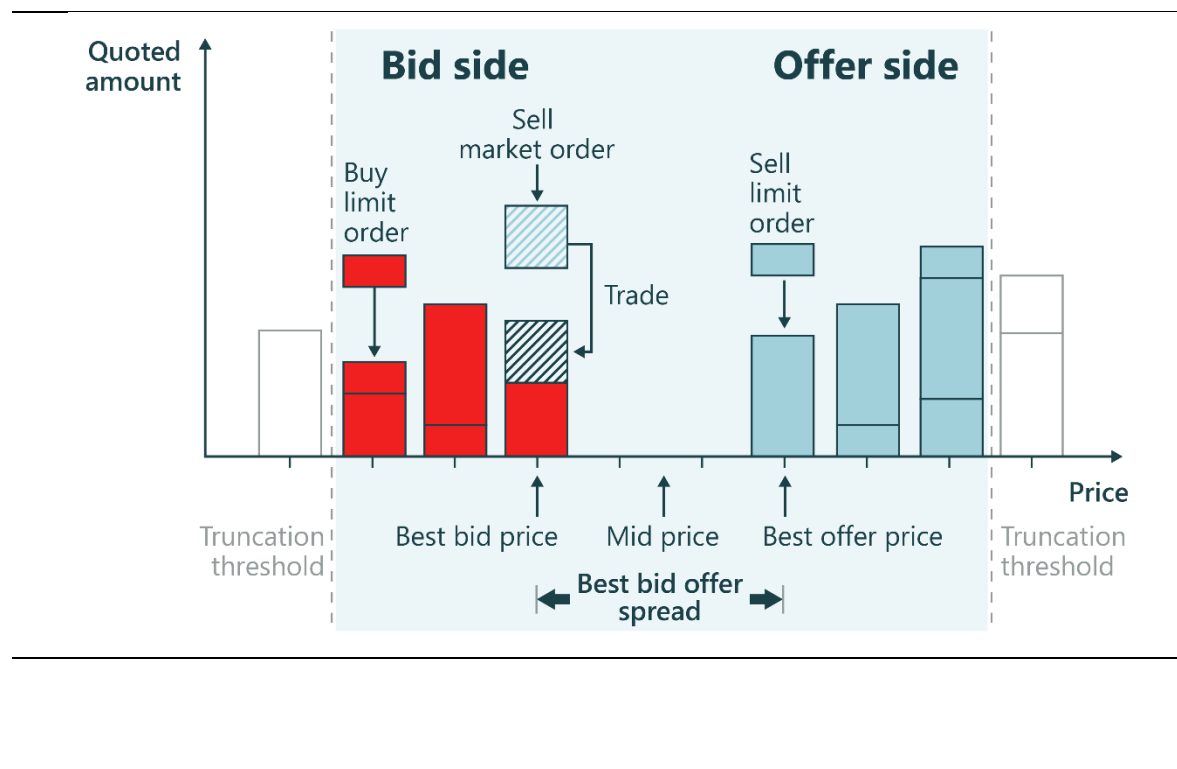 Quoted
amount
Bid side
Offer side
Sell
market order
Buy
limit
order
Sell
limit
order
Trade
Price
Truncation
threshold
Best bid price
Mid price
Best offer price
Truncation
threshold
Best bid offer
spread